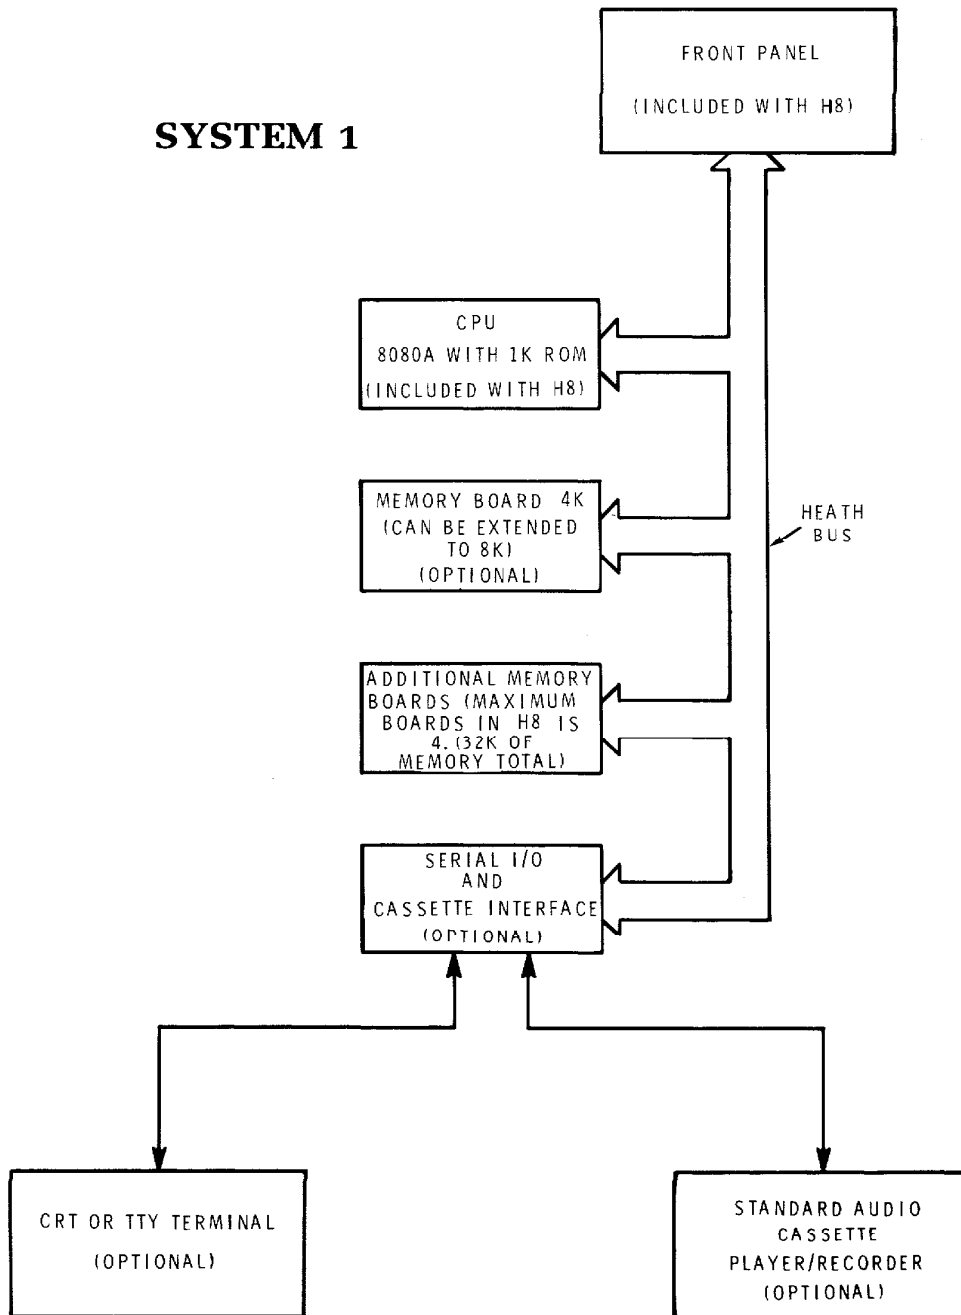 SYSTEM 1
FRONT PANEL
(INCLUDED WITH H8)
CPU
8080A WITH 1K ROM
(INCLUDED WITH H8)
MEMORY BOARD 4K
(CAN BE EXTENDED
TO 8K)
(OPTIONAL)
HEATH
BUS
ADDITIONAL MEMORY
BOARDS (MAXIMUM
BOARDS IN H8 IS
4. (32K OF
MEMORY TOTAL)
SERIAL I/O
AND
CASSETTE INTERFACE
(OPTIONAL)
CRT OR TTY TERMINAL
(OPTIONAL)
STANDARD AUDIO
CASSETTE
PLAYER/RECORDER
(OPTIONAL)